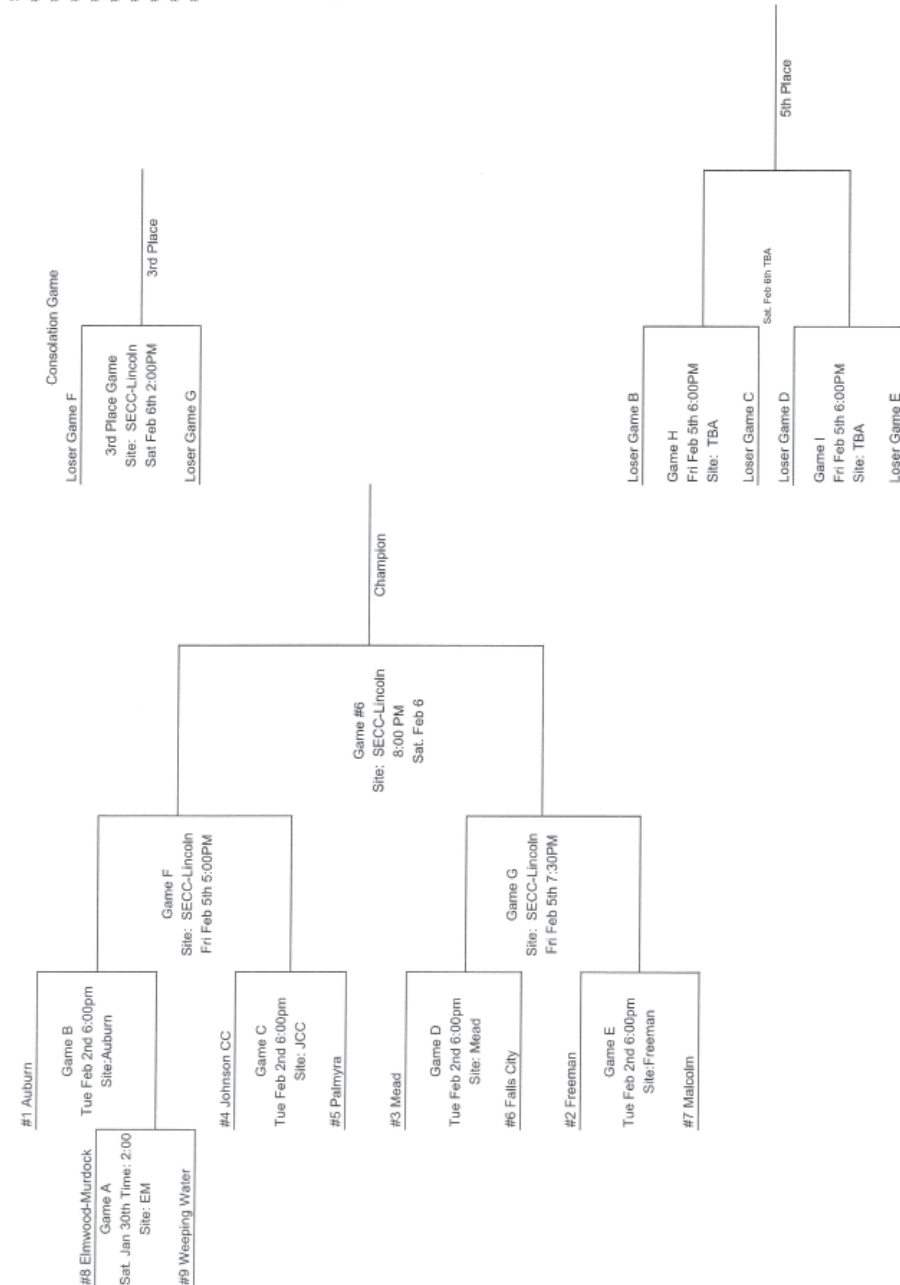 #1 Auburn
Game B
Tue Feb 2nd 6:00pm
Site:Auburn
#8 Elmwood-Murdock
Game A
Sat. Jan 30th Time: 2:00
Site: EM
#9 Weeping Water
Game F
Site: SECC-Lincoln
Fri Feb 5th 5:00PM
#4 Johnson CC
Game C
Tue Feb 2nd 6:00pm
Site: JCC
#5 Palmyra
Game #6
Site: SECC-Lincoln
8:00 PM
Sat. Feb 6
Champion
#3 Mead
Game D
Tue Feb 2nd 6:00pm
Site: Mead
#6 Falls City
Game G
Site: SECC-Lincoln
Fri Feb 5th 7:30PM
#2 Freeman
Game E
Tue Feb 2nd 6:00pm
Site:Freeman
#7 Malcolm
Consolation Game
Loser Game F
3rd Place Game
Site: SECC-Lincoln
Sat Feb 6th 2:00PM
Loser Game G
3rd Place
Loser Game B
Game H
Fri Feb 5th 6:00PM
Site: TBA
Loser Game C
Sat. Feb 6th TBA
5th Place
Loser Game D
Game I
Fri Feb 5th 6:00PM
Site: TBA
Loser Game E